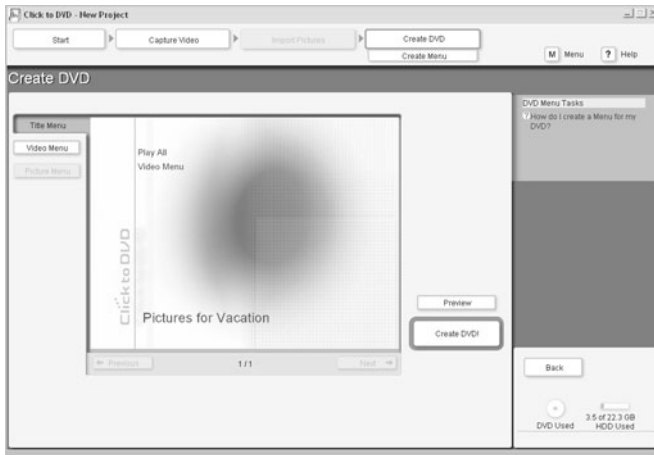 Click to DVD - New Project
Start
Capture Video
Import Pictures
Create DVD
Create Menu
M Menu
? Help
Create DVD
DVD Menu Tasks
? How do I create a Menu for my
DVD?
Title Menu
Video Menu
Picture Menu
Play All
Video Menu
Click to DVD
Pictures for Vacation
Preview
Create DVD!
Previous
1/1
Next
Back
3.5 of 22.3 GB
DVD Used
HDD Used